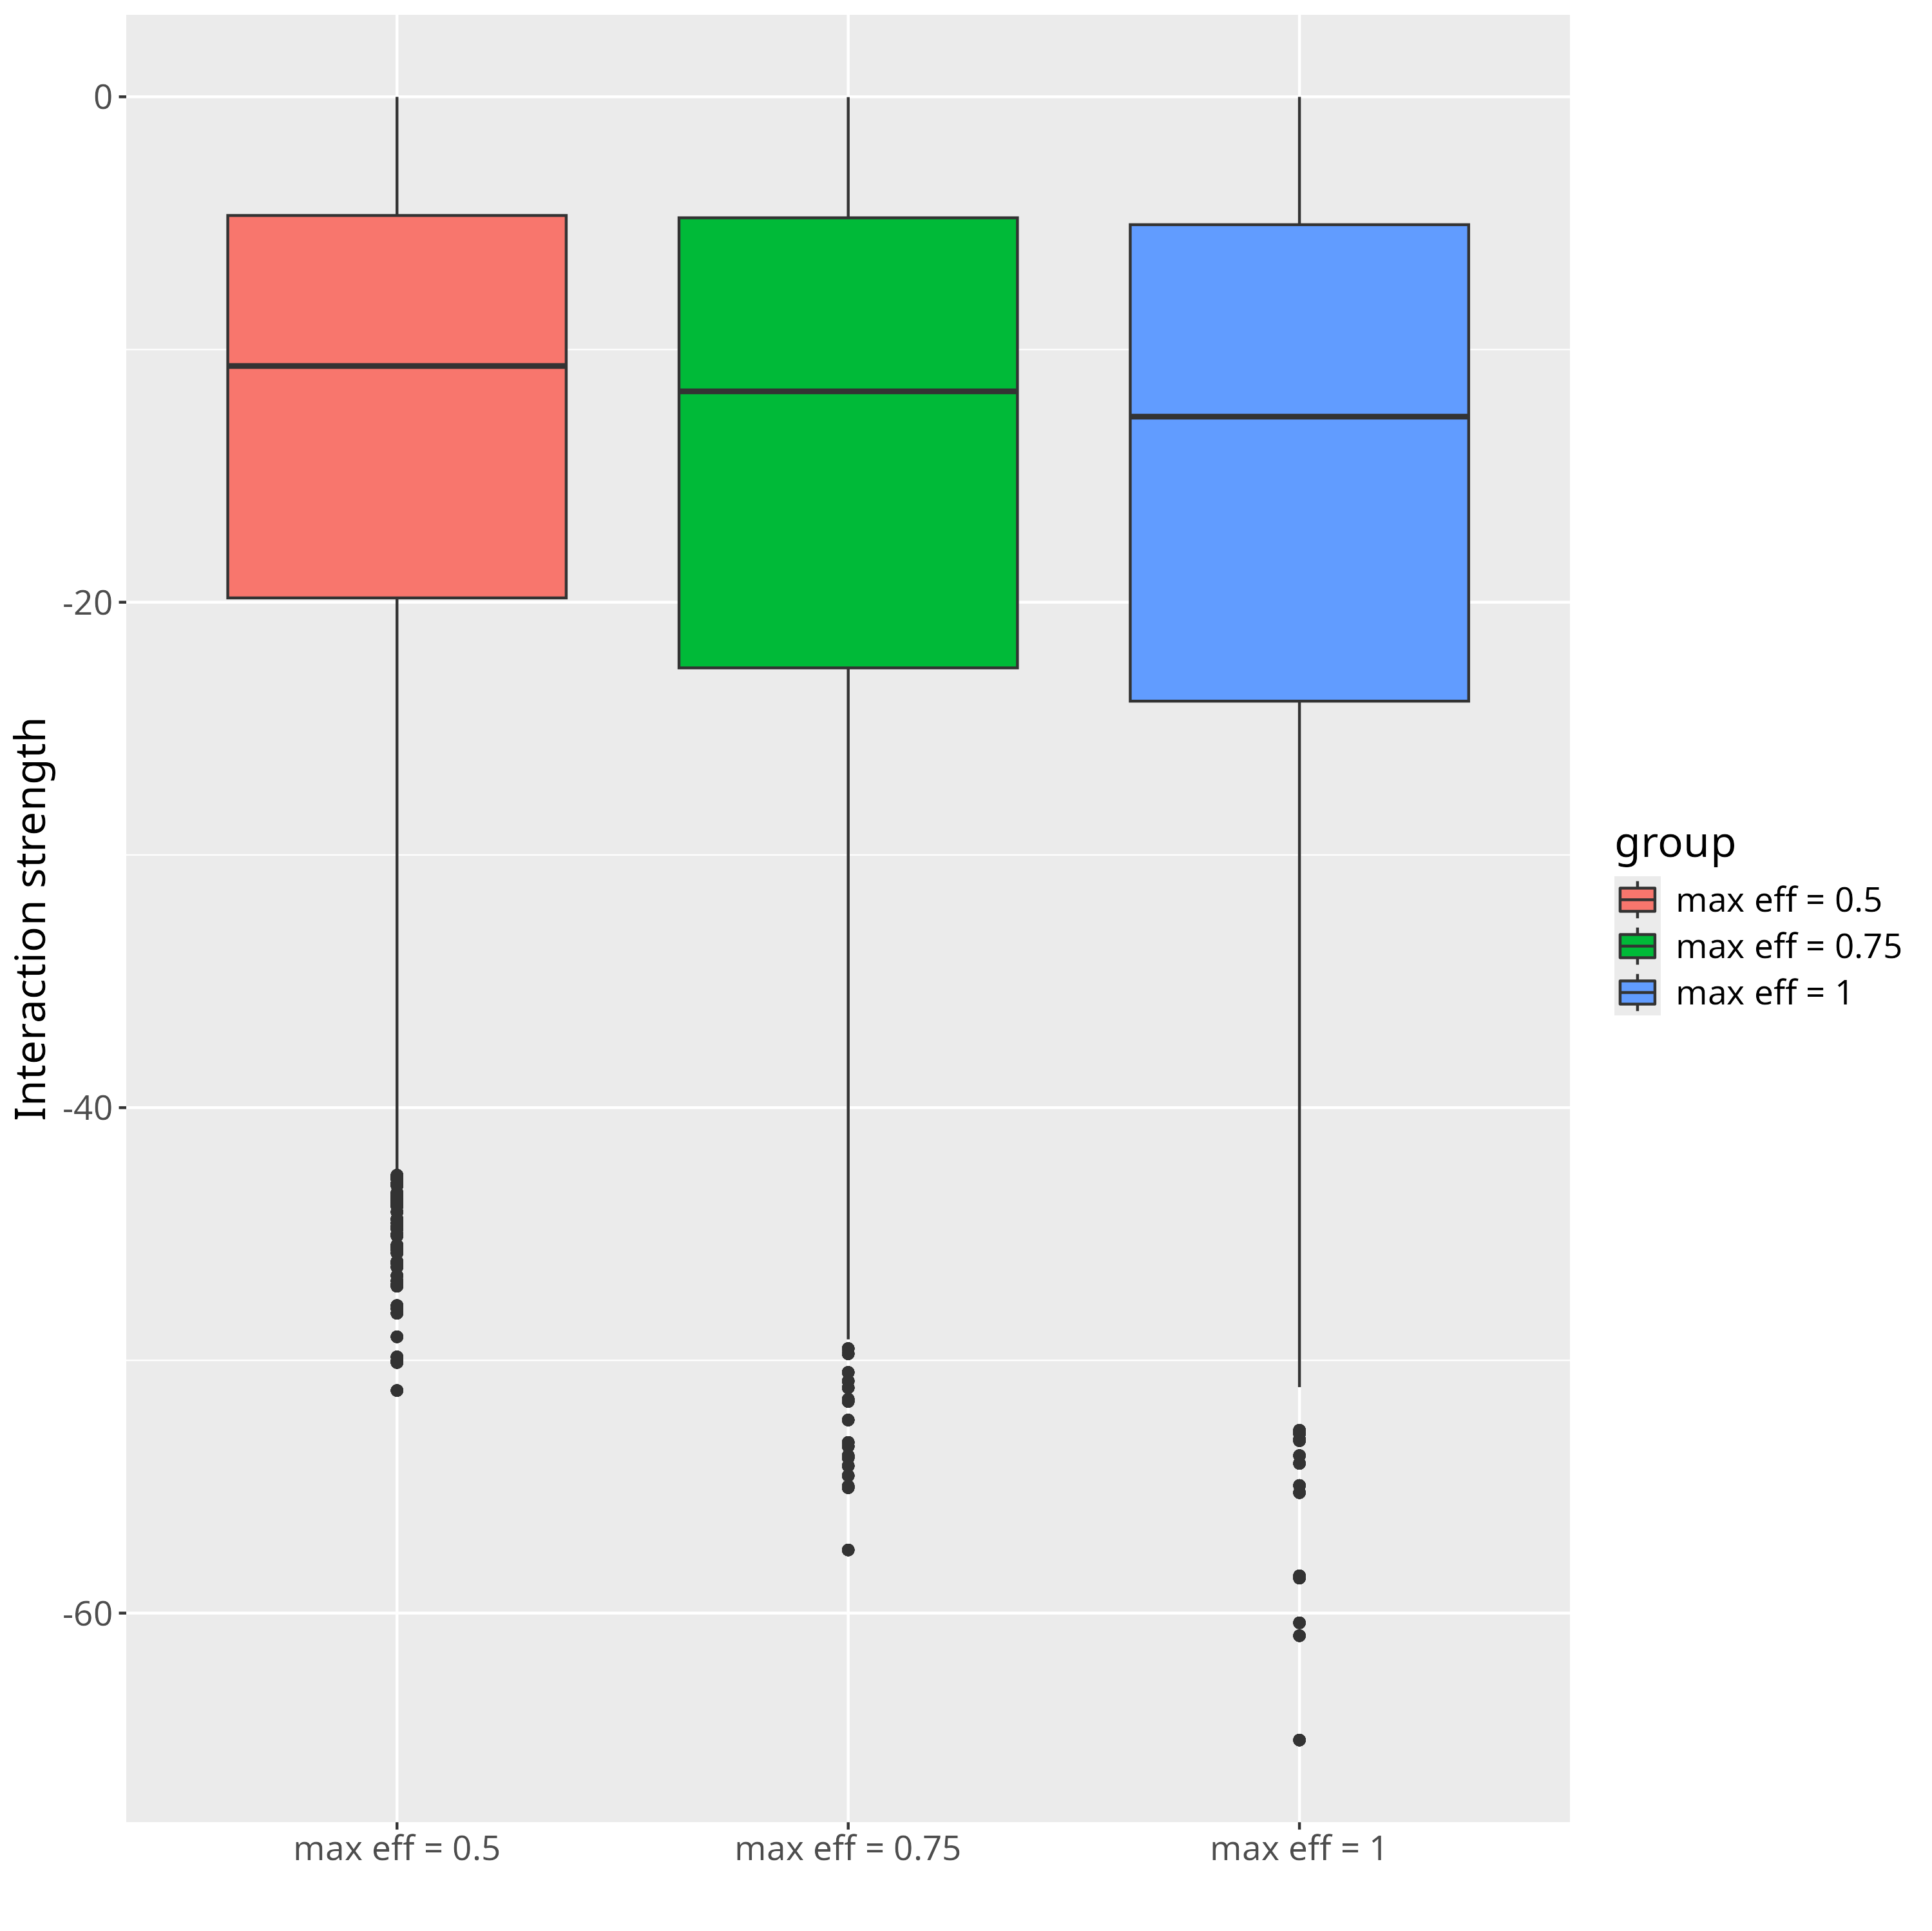 Interaction strength
0
-20
-40
-60
max eff = 0.5
max eff = 0.75
max eff = 1
group
max eff = 0.5
max eff = 0.75
max eff = 1